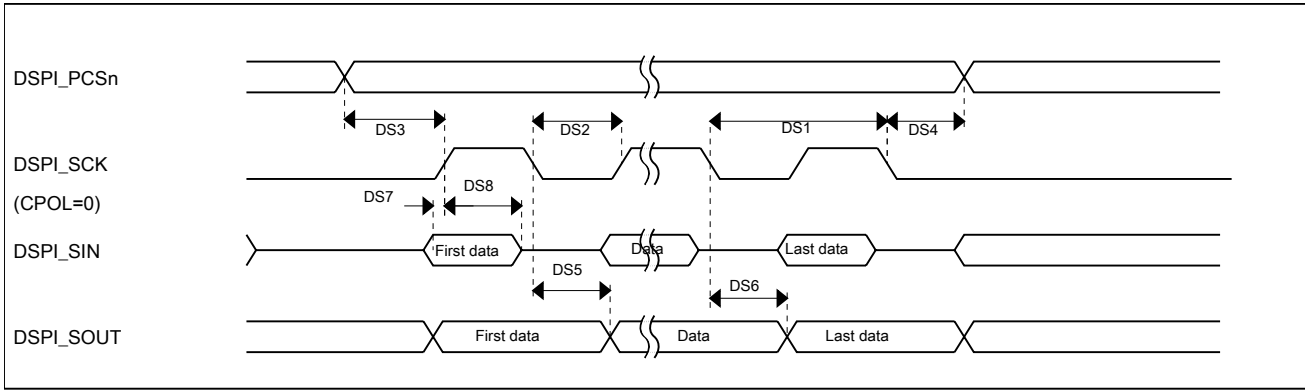 DSPI_PCSn
DS3 DS2 DS1 DS4
DSPI_SCK
DS7 DS8
(CPOL=0)
DSPI_SIN First data Data Last data
DS5 DS6
DSPI_SOUT First data Data Last data